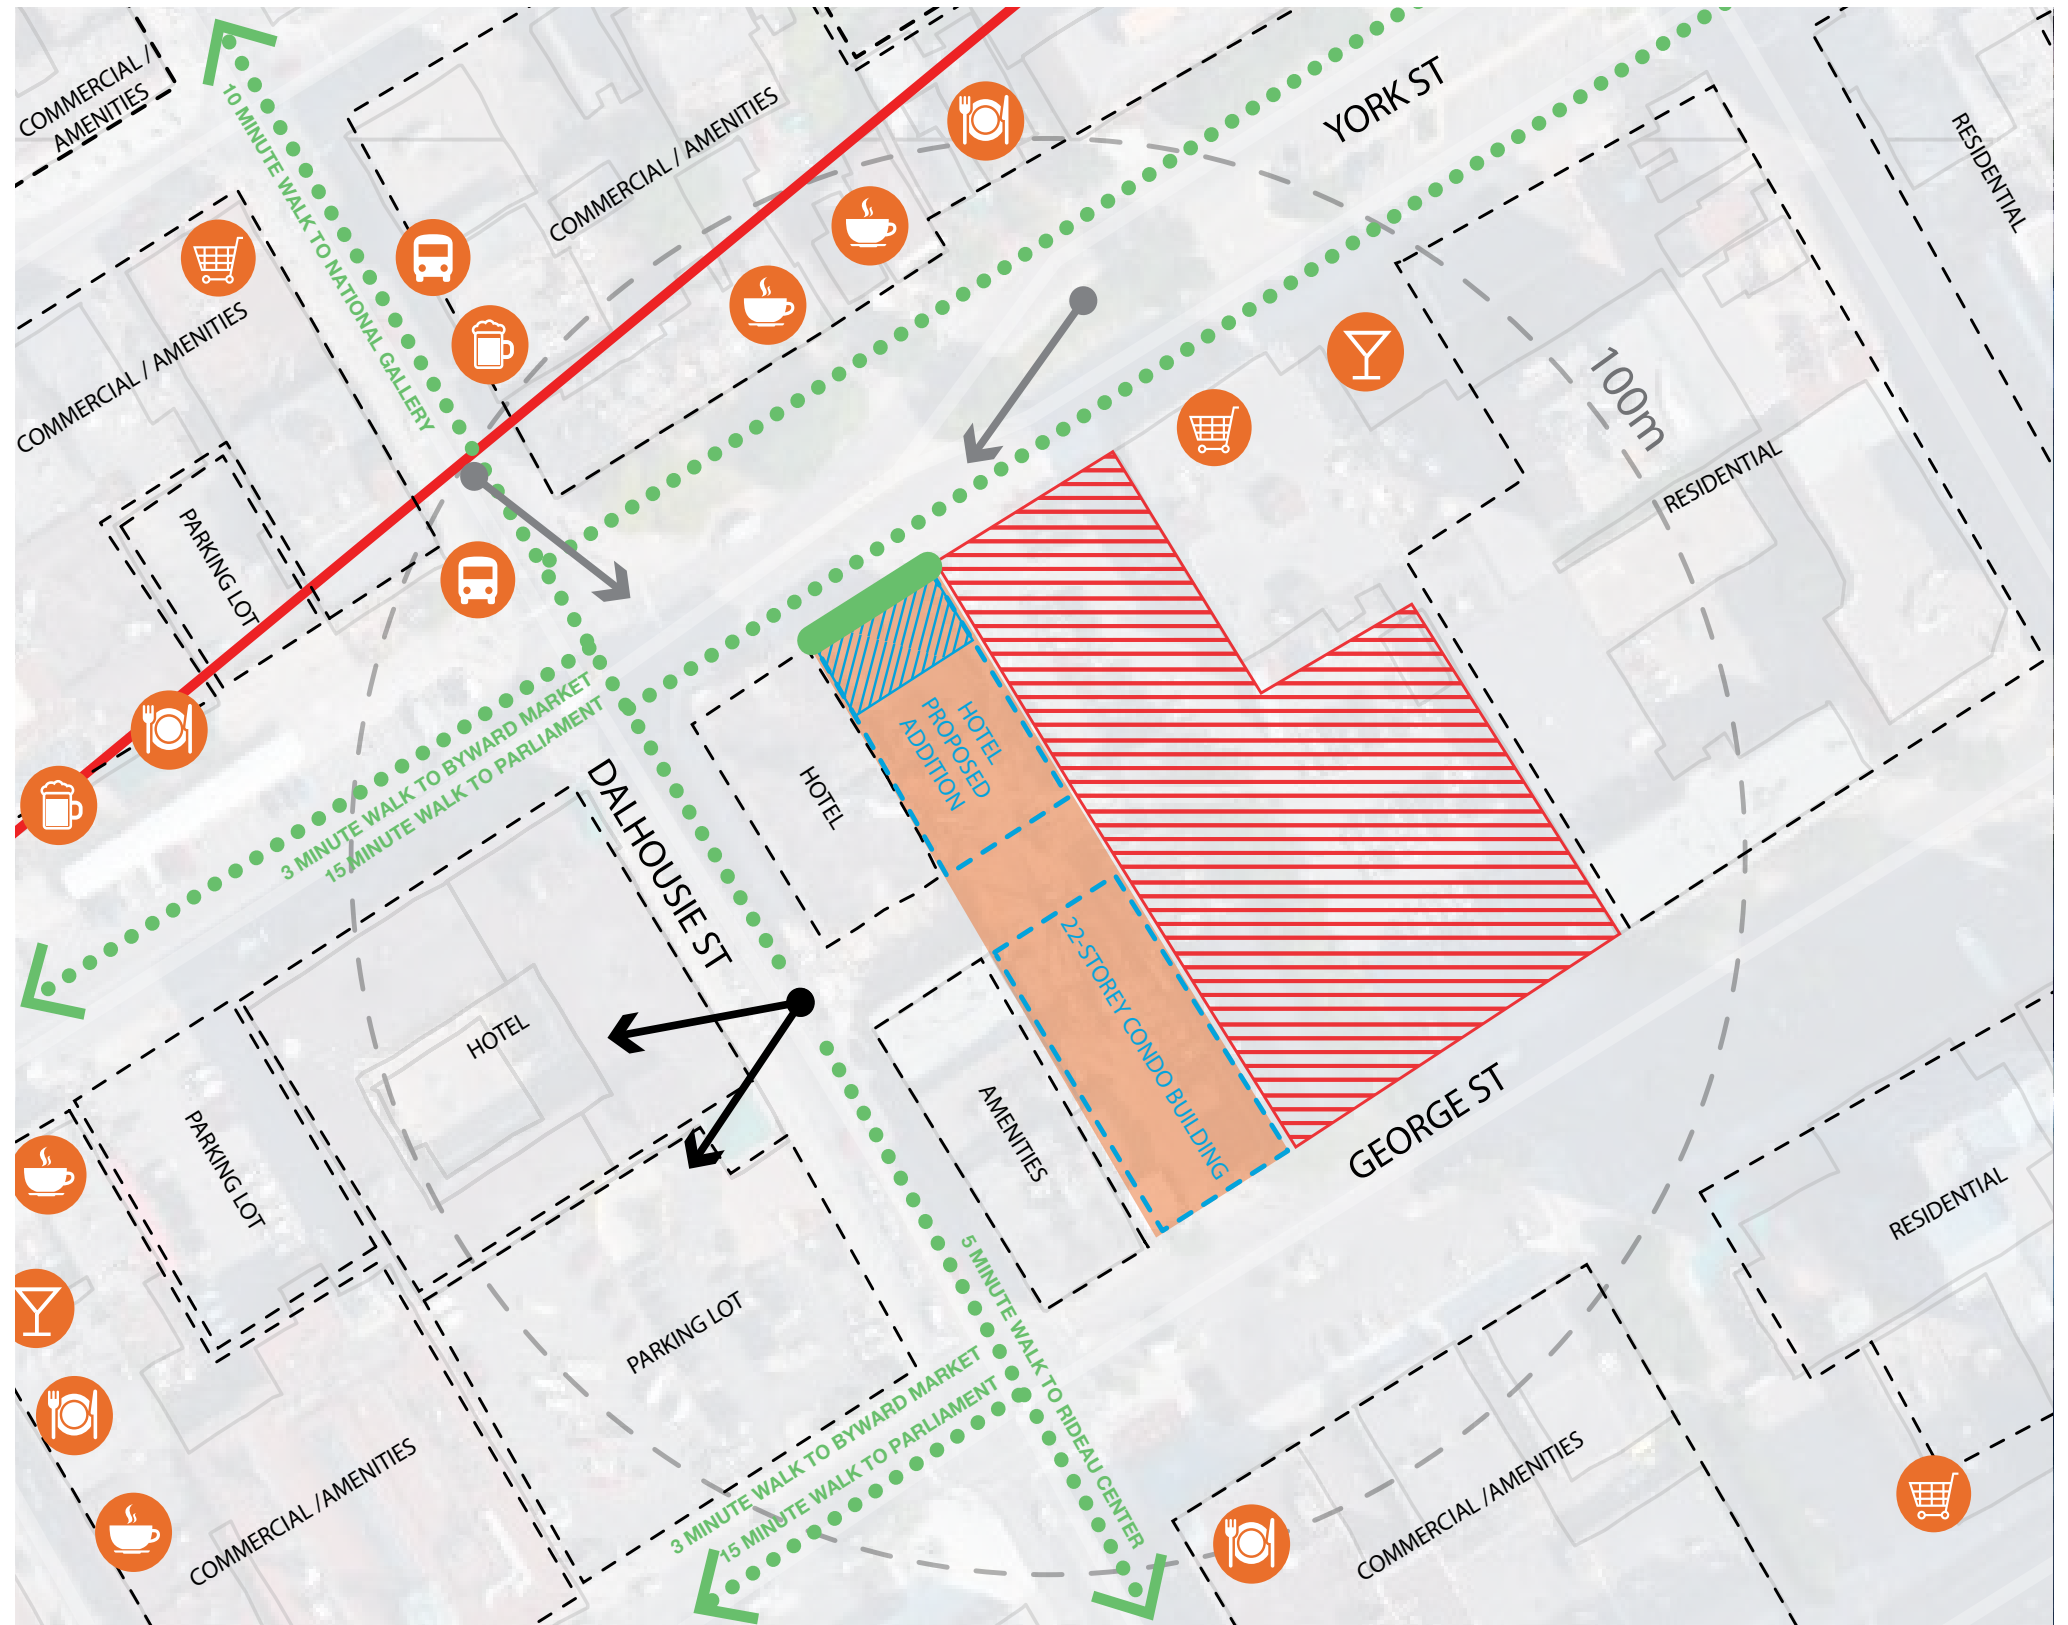 COMMERCIAL /
AMENITIES
10 MINUTE WALK TO NATIONAL GALLERY
COMMERCIAL / AMENITIES
YORK ST
RESIDENTIAL
COMMERCIAL / AMENITIES
100m
RESIDENTIAL
PARKING LOT
3 MINUTE WALK TO BYWARD MARKET
15 MINUTE WALK TO PARLIAMENT
DALHOUSIE ST
HOTEL
HOTEL
PROPOSED
ADDITION
22-STOREY CONDO BUILDING
HOTEL
AMENITIES
GEORGE ST
PARKING LOT
RESIDENTIAL
PARKING LOT
5 MINUTE WALK TO RIDEAU CENTER
3 MINUTE WALK TO BYWARD MARKET
15 MINUTE WALK TO PARLIAMENT
COMMERCIAL /AMENITIES
COMMERCIAL /AMENITIES